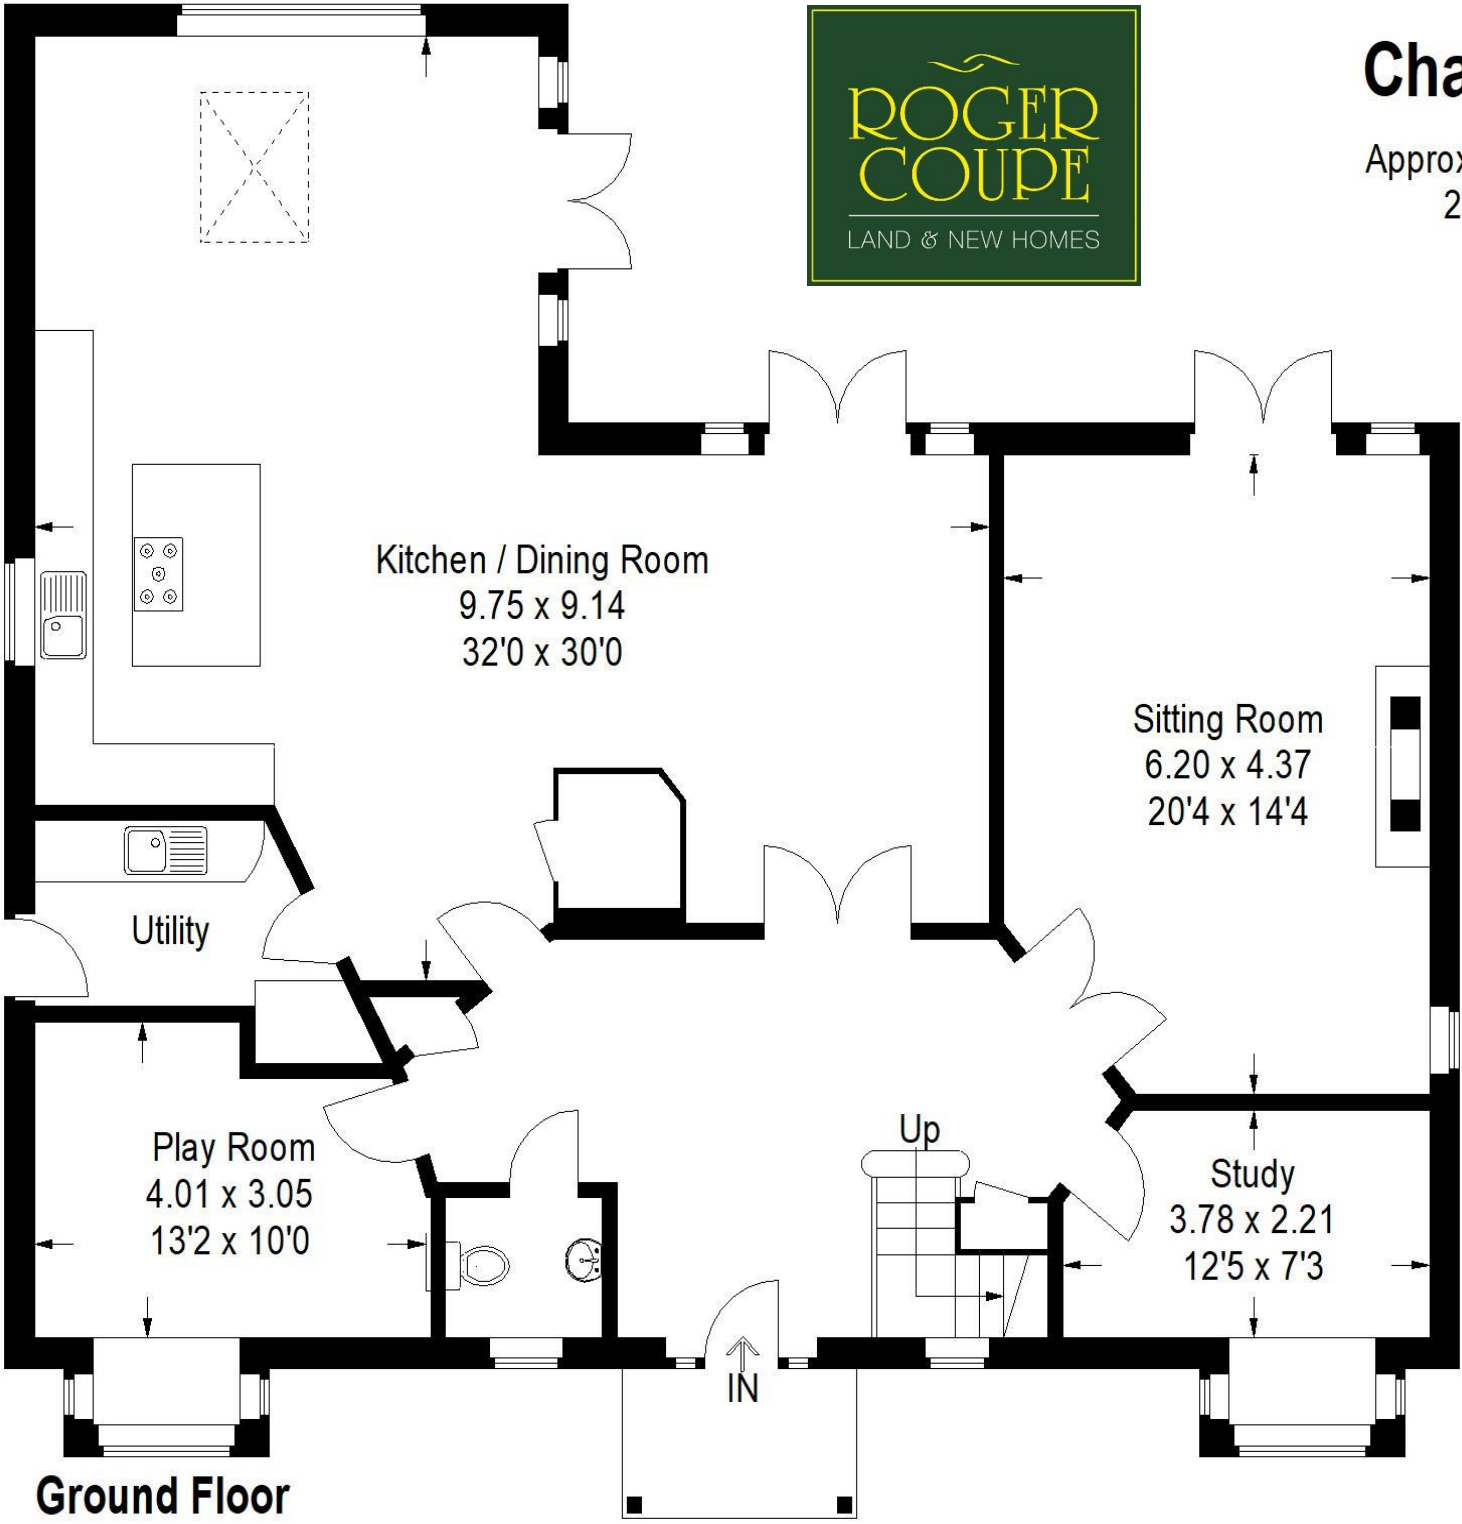 ROGER
COUPE
LAND & NEW HOMES
Kitchen / Dining Room
9.75 x 9.14
32'0 x 30'0
Sitting Room
6.20 x 4.37
20'4 x 14'4
Utility
Play Room
4.01 x 3.05
13'2 x 10'0
Up
Study
3.78 x 2.21
12'5 x 7'3
IN
Ground Floor